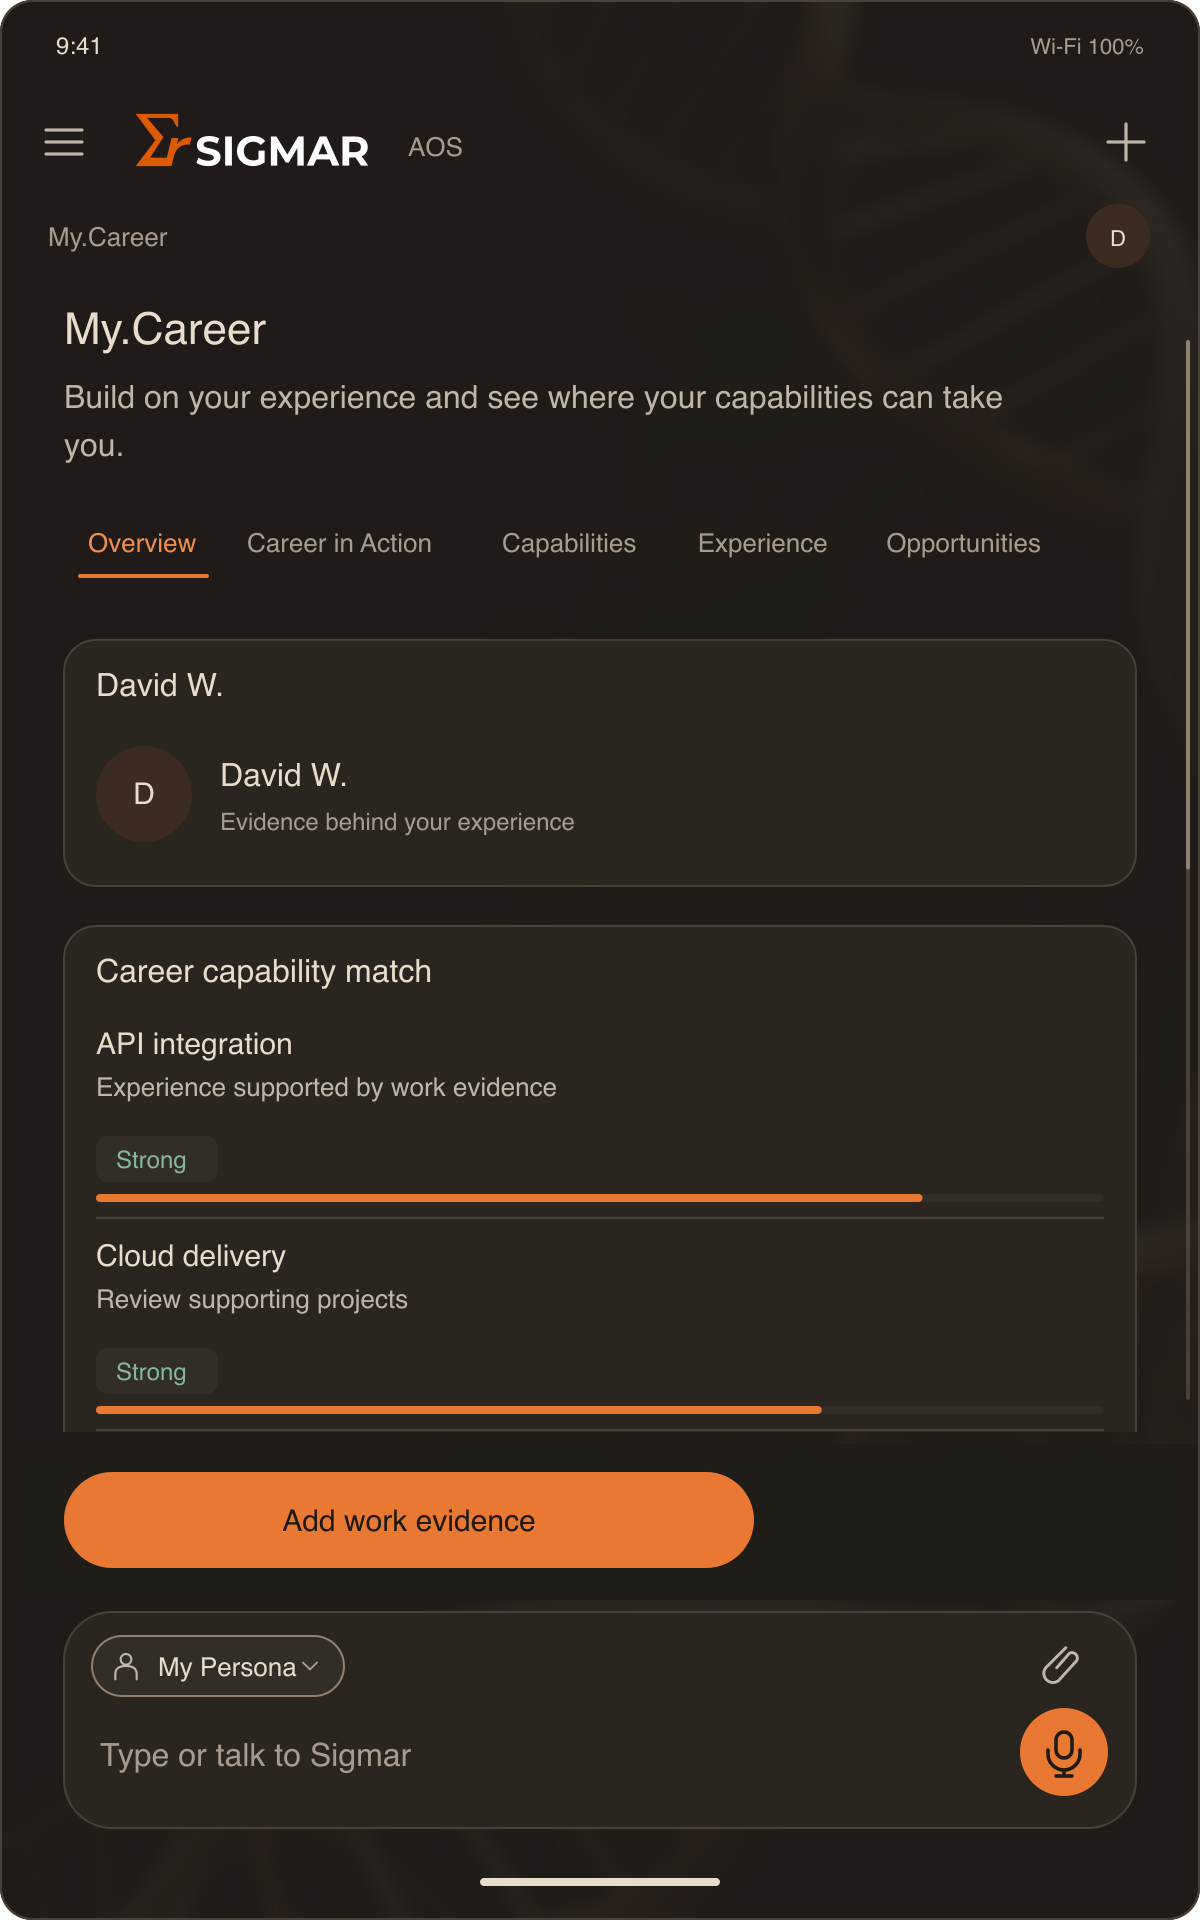 9:41
Wi-Fi 100%
Σr SIGMAR AOS
My.Career
D
My.Career
Build on your experience and see where your capabilities can take
you.
Overview Career in Action Capabilities Experience Opportunities
David W.
D
David W.
Evidence behind your experience
Career capability match
API integration
Experience supported by work evidence
Strong
Cloud delivery
Review supporting projects
Strong
Add work evidence
My Persona
Type or talk to Sigmar